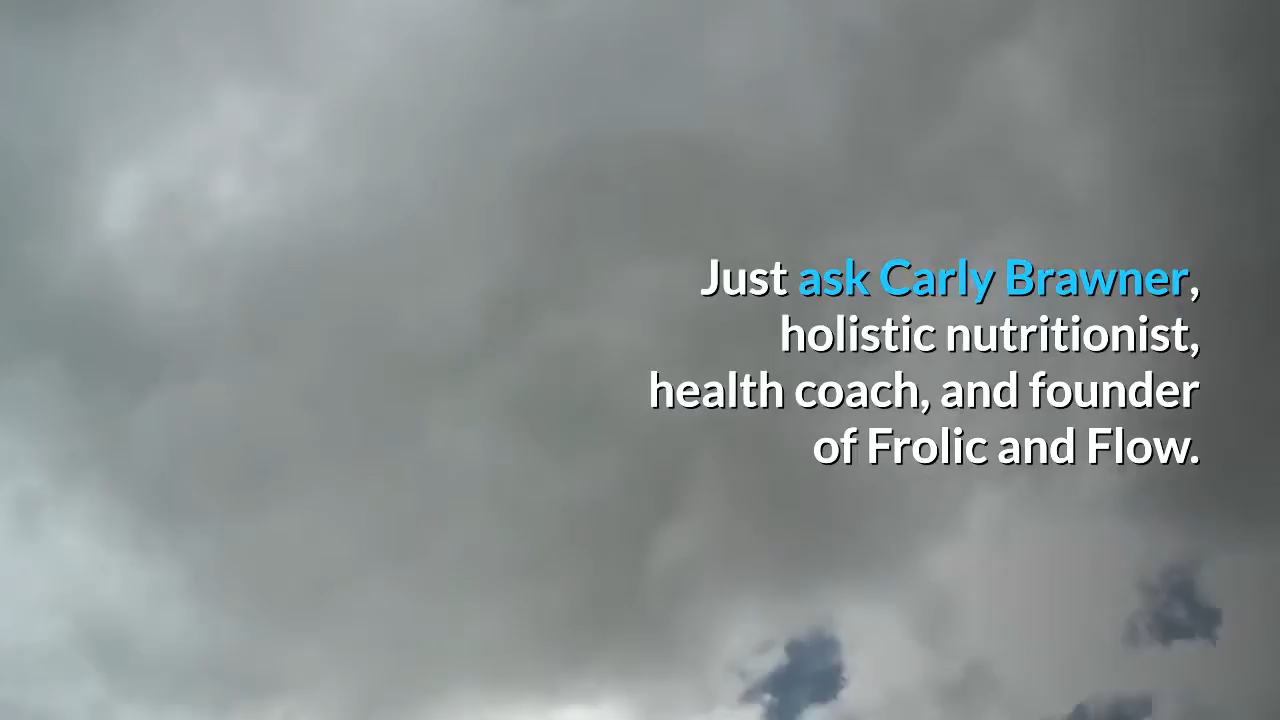 Just ask Carly Brawner,
holistic nutritionist,
health coach, and founder
of Frolic and Flow.